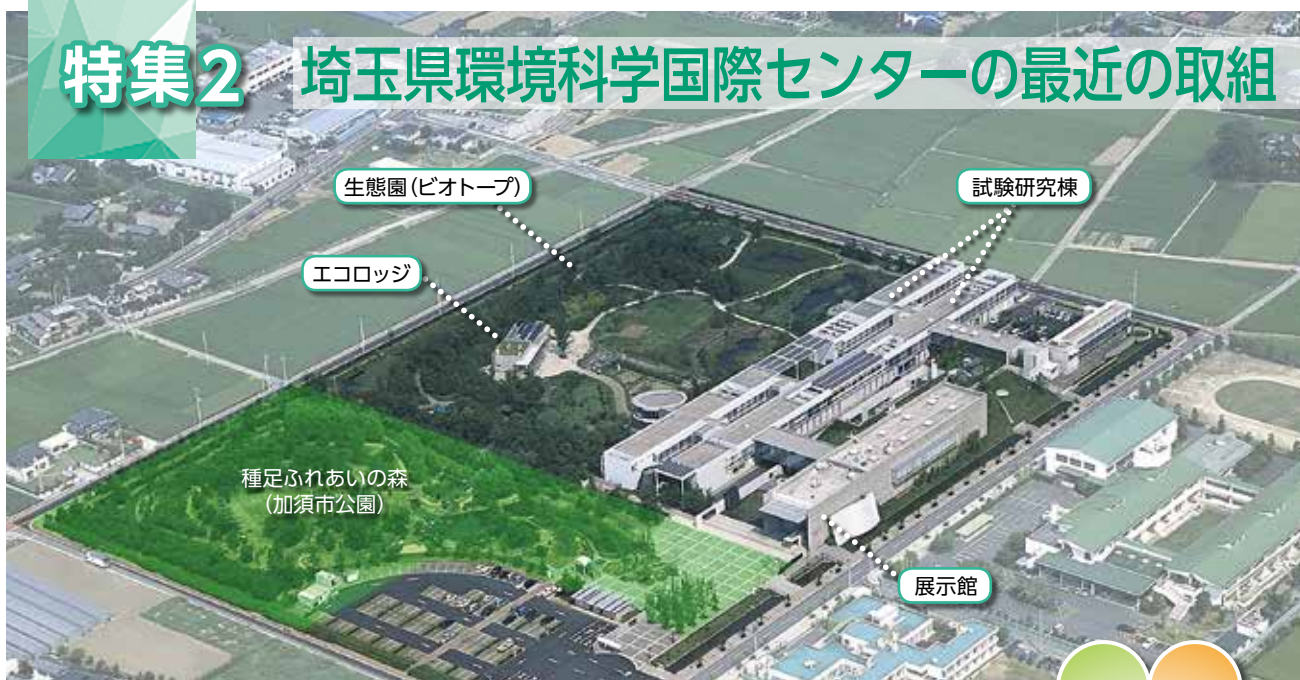 特集2 埼玉県環境科学国際センターの最近の取組
生態園(ビオトープ)
試験研究棟
エコロッジ
種足ふれあいの森
(加須市公園)
展示館